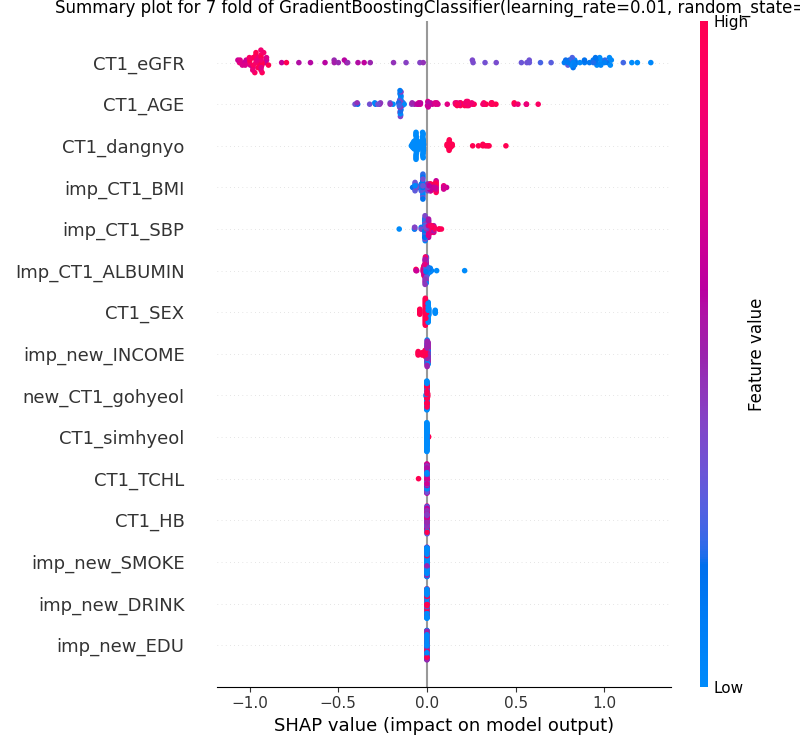 Summary plot for 7 fold of GradientBoostingClassifier(learning_rate=0.01, random_state=
High
CT1_eGFR
CT1_AGE
CT1_dangnyo
imp_CT1_BMI
imp_CT1_SBP
Imp_CT1_ALBUMIN
CT1_SEX
imp_new_INCOME
new_CT1_gohyeol
CT1_simhyeol
CT1_TCHL
CT1_HB
imp_new_SMOKE
imp_new_DRINK
imp_new_EDU
Feature value
Low
−1.0 −0.5 0.0 0.5 1.0
SHAP value (impact on model output)